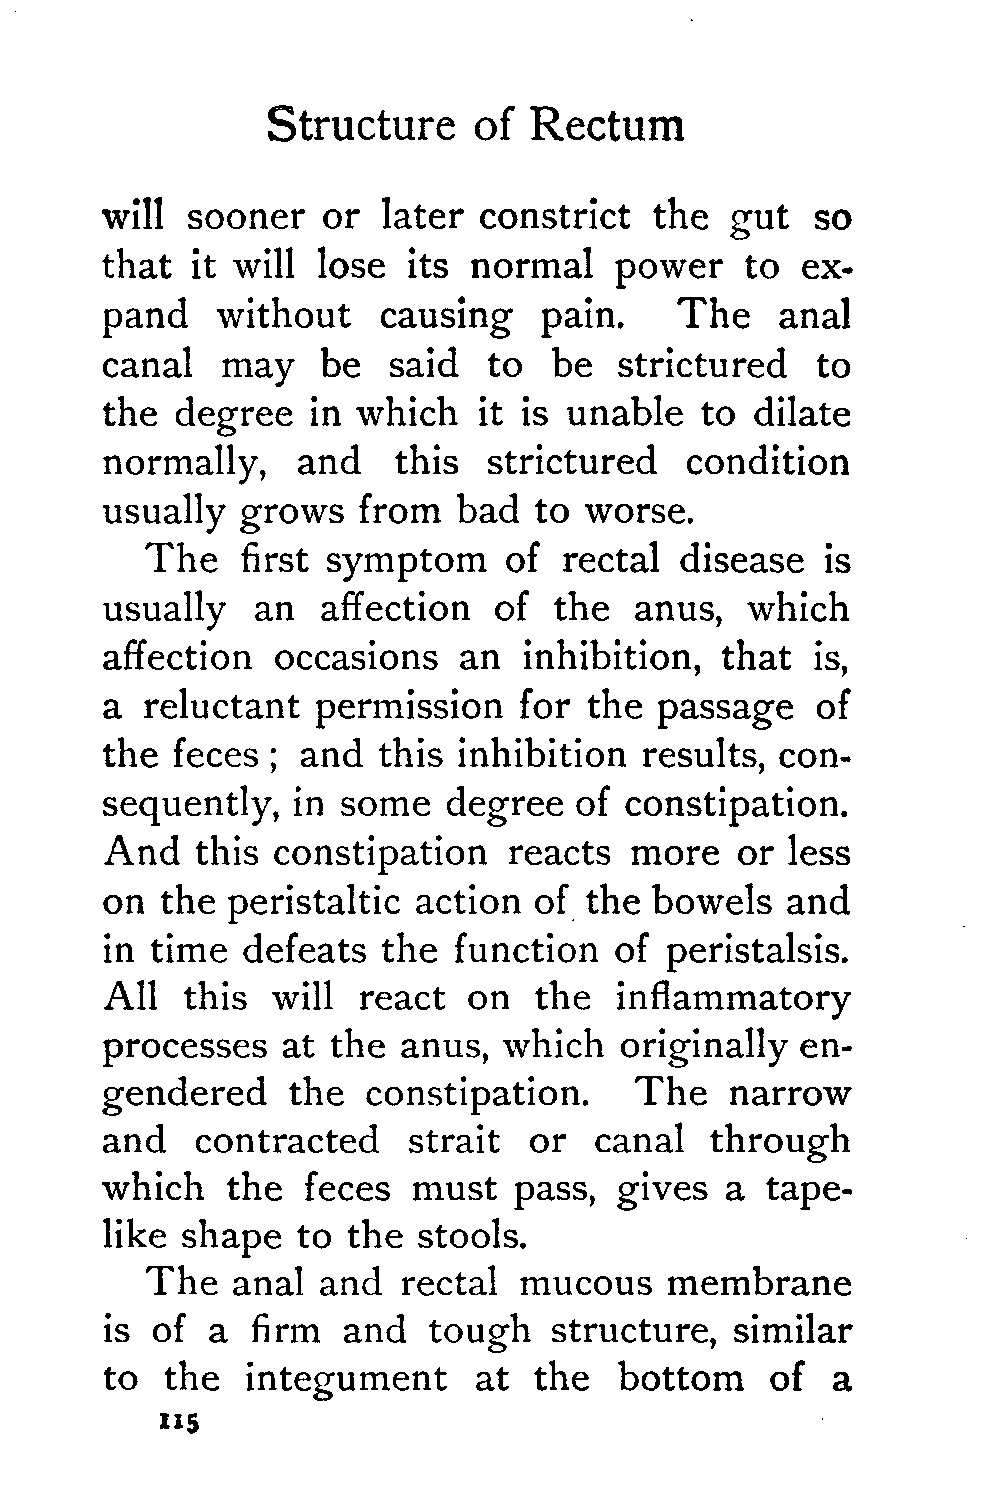 Structure of Rectum
will sooner or later constrict the gut so
that it will lose its normal power to ex-
pand without causing pain. The anal
canal may be said to be strictured to
the degree in which it is unable to dilate
normally, and this strictured condition
usually grows from bad to worse.
The first symptom of rectal disease is
usually an affection of the anus, which
affection occasions an inhibition, that is,
a reluctant permission for the passage of
the feces ; and this inhibition results, con-
sequently, in some degree of constipation.
And this constipation reacts more or less
on the peristaltic action of the bowels and
in time defeats the function of peristalsis.
All this will react on the inflammatory
processes at the anus, which originally en-
gendered the constipation. The narrow
and contracted strait or canal through
which the feces must pass, gives a tape-
like shape to the stools.
The anal and rectal mucous membrane
is of a firm and tough structure, similar
to the integument at the bottom of a
115